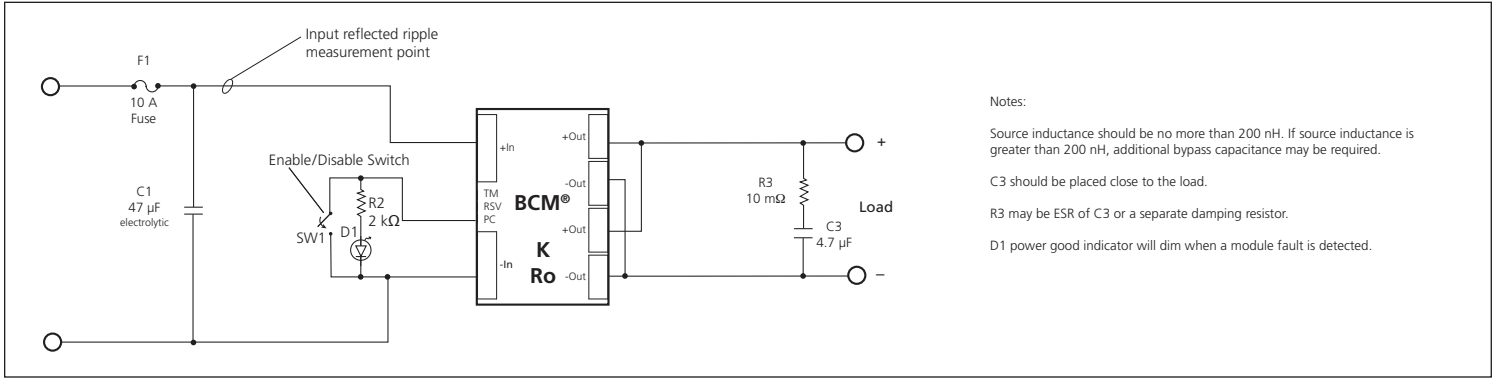 Input reflected ripple
measurement point
F1
10 A
Fuse
C1
47 µF
electrolytic
Enable/Disable Switch
SW1
R2
2 kΩ
D1
+In
TM
RSV
PC
-In
BCM®
K
Ro
+Out
-Out
+Out
-Out
R3
10 mΩ
C3
4.7 µF
+
Load
–
Notes:
Source inductance should be no more than 200 nH. If source inductance is
greater than 200 nH, additional bypass capacitance may be required.
C3 should be placed close to the load.
R3 may be ESR of C3 or a separate damping resistor.
D1 power good indicator will dim when a module fault is detected.